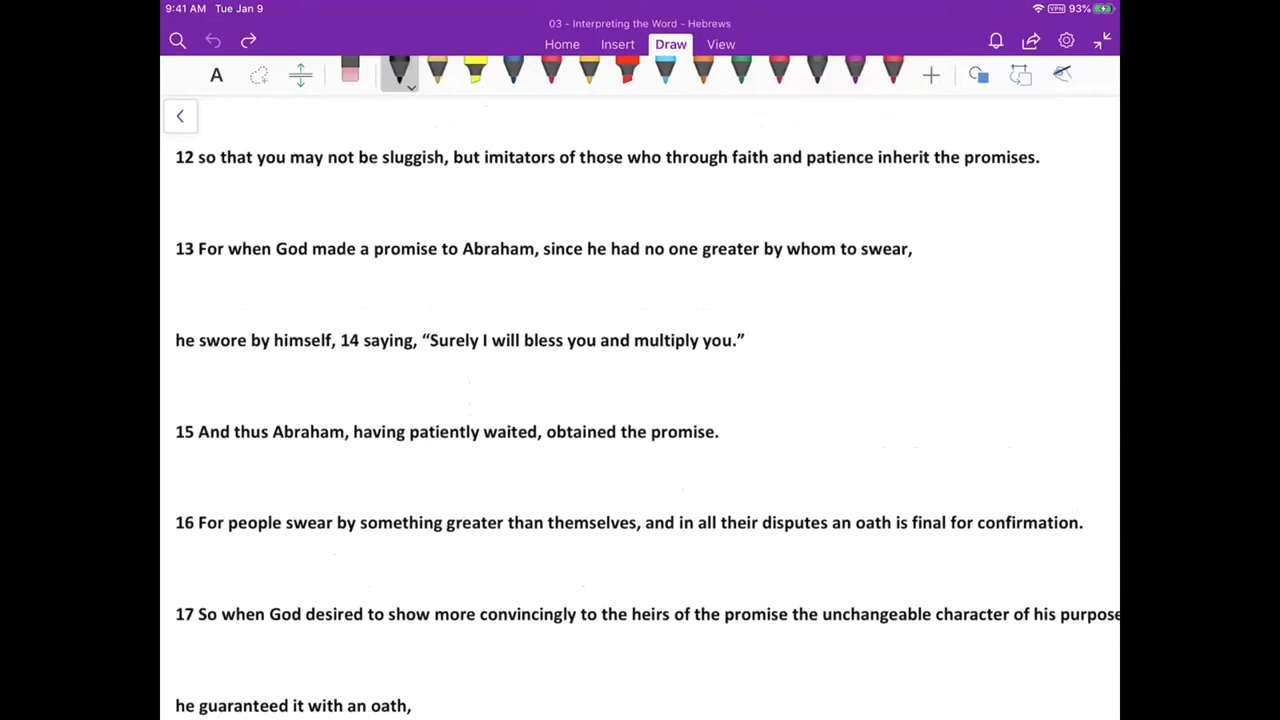 9:41 AM Tue Jan 9
VPN 93%
03 - Interpreting the Word - Hebrews
Home Insert Draw View
A
12 so that you may not be sluggish, but imitators of those who through faith and patience inherit the promises.
13 For when God made a promise to Abraham, since he had no one greater by whom to swear,
he swore by himself, 14 saying, “Surely I will bless you and multiply you.”
15 And thus Abraham, having patiently waited, obtained the promise.
16 For people swear by something greater than themselves, and in all their disputes an oath is final for confirmation.
17 So when God desired to show more convincingly to the heirs of the promise the unchangeable character of his purpose
he guaranteed it with an oath,